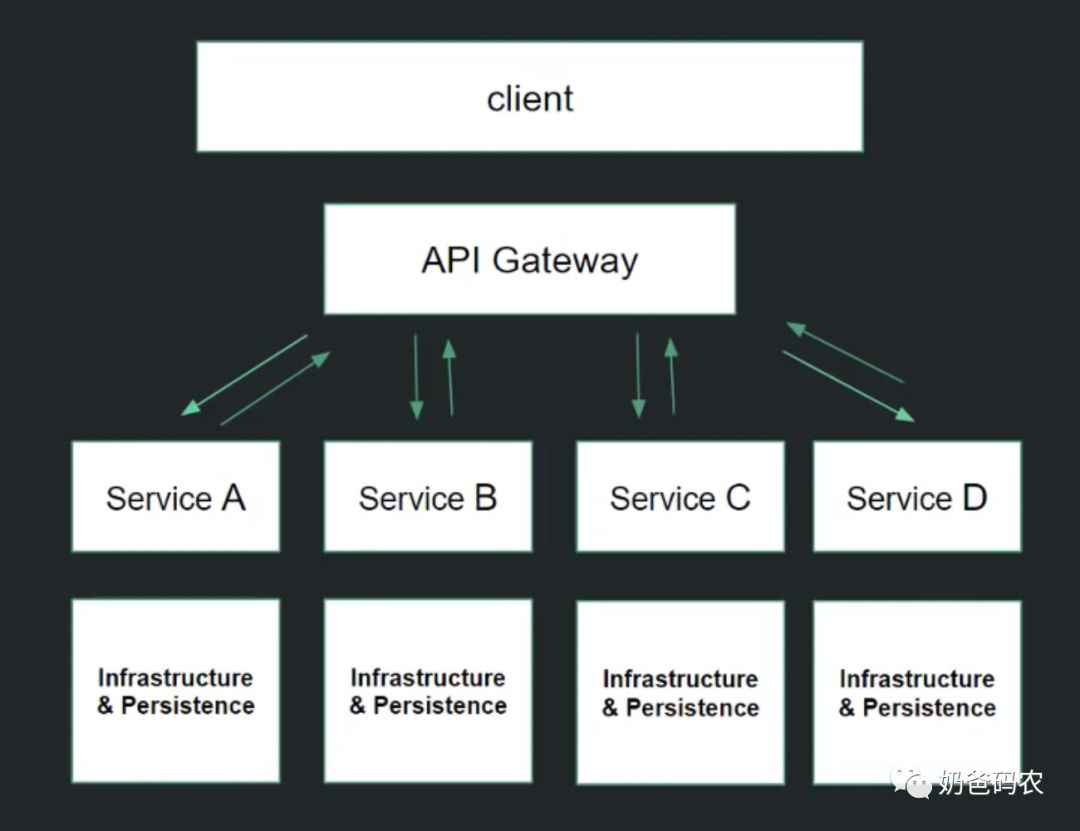 client
API Gateway
Service A
Service B
Service C
Service D
Infrastructure
& Persistence
Infrastructure
& Persistence
Infrastructure
& Persistence
Infrastructure
& Persistence
奶爸码农